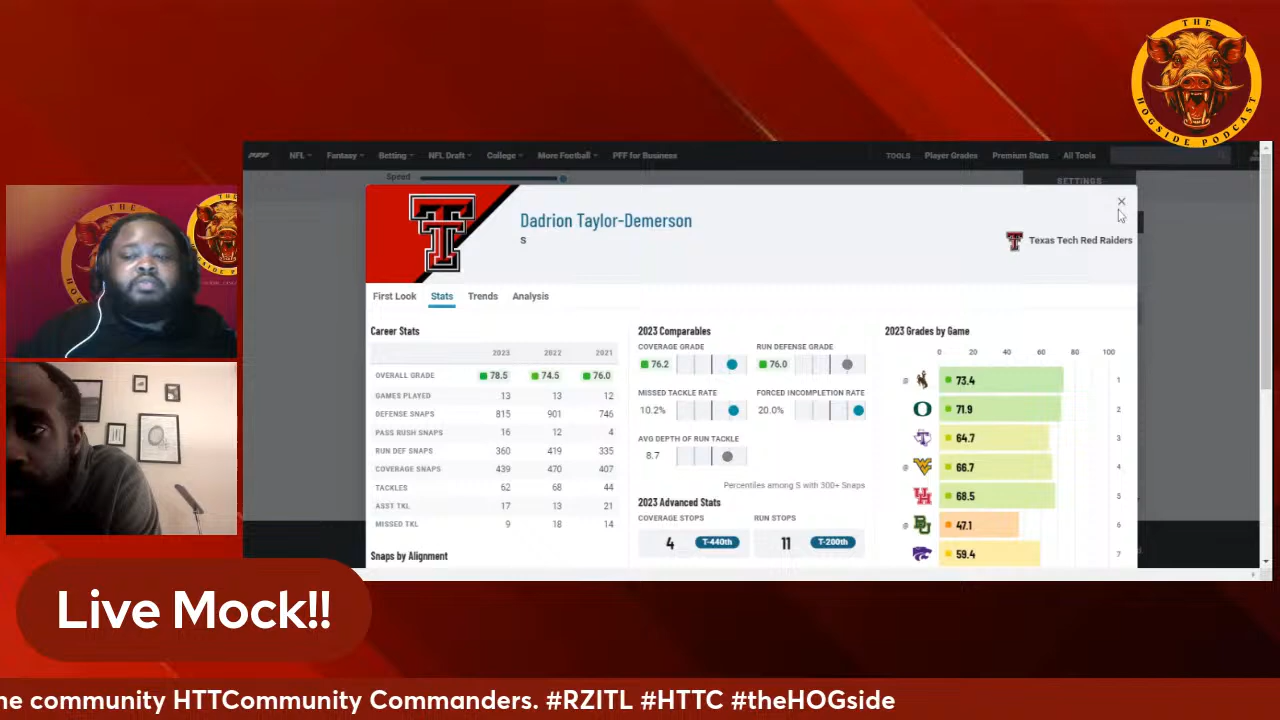 THE
HOGSIDE PODCAST
PFF NFL Fantasy Betting NFL Draft College More Football PFF for Business TOOLS Player Grades Premium Stats All Tools
Speed
SETTINGS
Dadrion Taylor-Demerson
S
Texas Tech Red Raiders
First Look Stats Trends Analysis
Career Stats
2023 2022 2021
OVERALL GRADE 78.5 74.5 76.0
GAMES PLAYED 13 13 12
DEFENSE SNAPS 815 901 746
PASS RUSH SNAPS 16 12 4
RUN DEF SNAPS 360 419 335
COVERAGE SNAPS 439 470 407
TACKLES 62 68 44
ASST TKL 17 13 21
MISSED TKL 9 18 14
Snaps by Alignment
2023 Comparables
COVERAGE GRADE RUN DEFENSE GRADE
76.2 76.0
MISSED TACKLE RATE FORCED INCOMPLETION RATE
10.2% 20.0%
AVG DEPTH OF RUN TACKLE
8.7
Percentiles among S with 300+ Snaps
2023 Advanced Stats
COVERAGE STOPS RUN STOPS
4 T-440th 11 T-200th
2023 Grades by Game
0 20 40 60 80 100
@ 73.4 1
71.9 2
64.7 3
@ 66.7 4
68.5 5
@ 47.1 6
59.4 7
Live Mock!!
he community HTTCommunity Commanders. #RZITL #HTTC #theHOGside